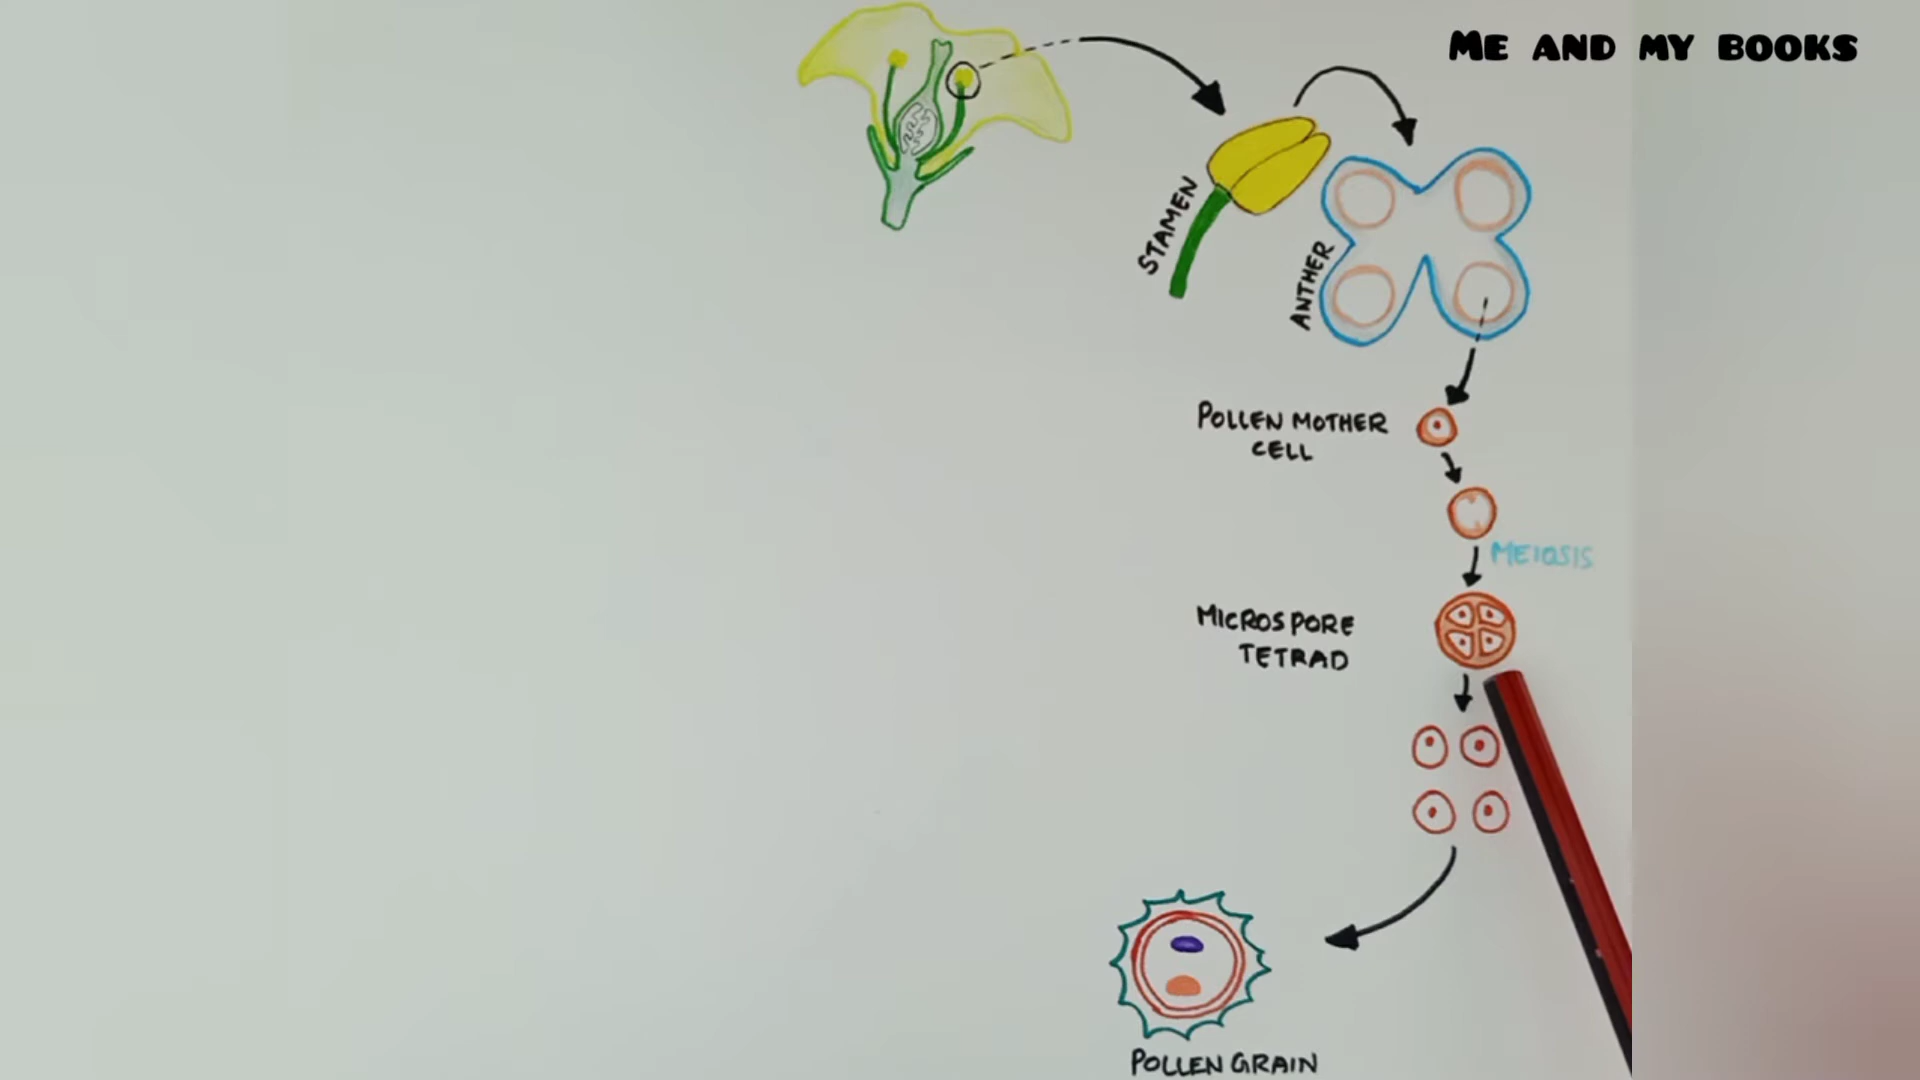 ME AND MY BOOKS
STAMEN
ANTHER
POLLEN MOTHER
CELL
MEIOSIS
MICROSPORE
TETRAD
POLLEN GRAIN